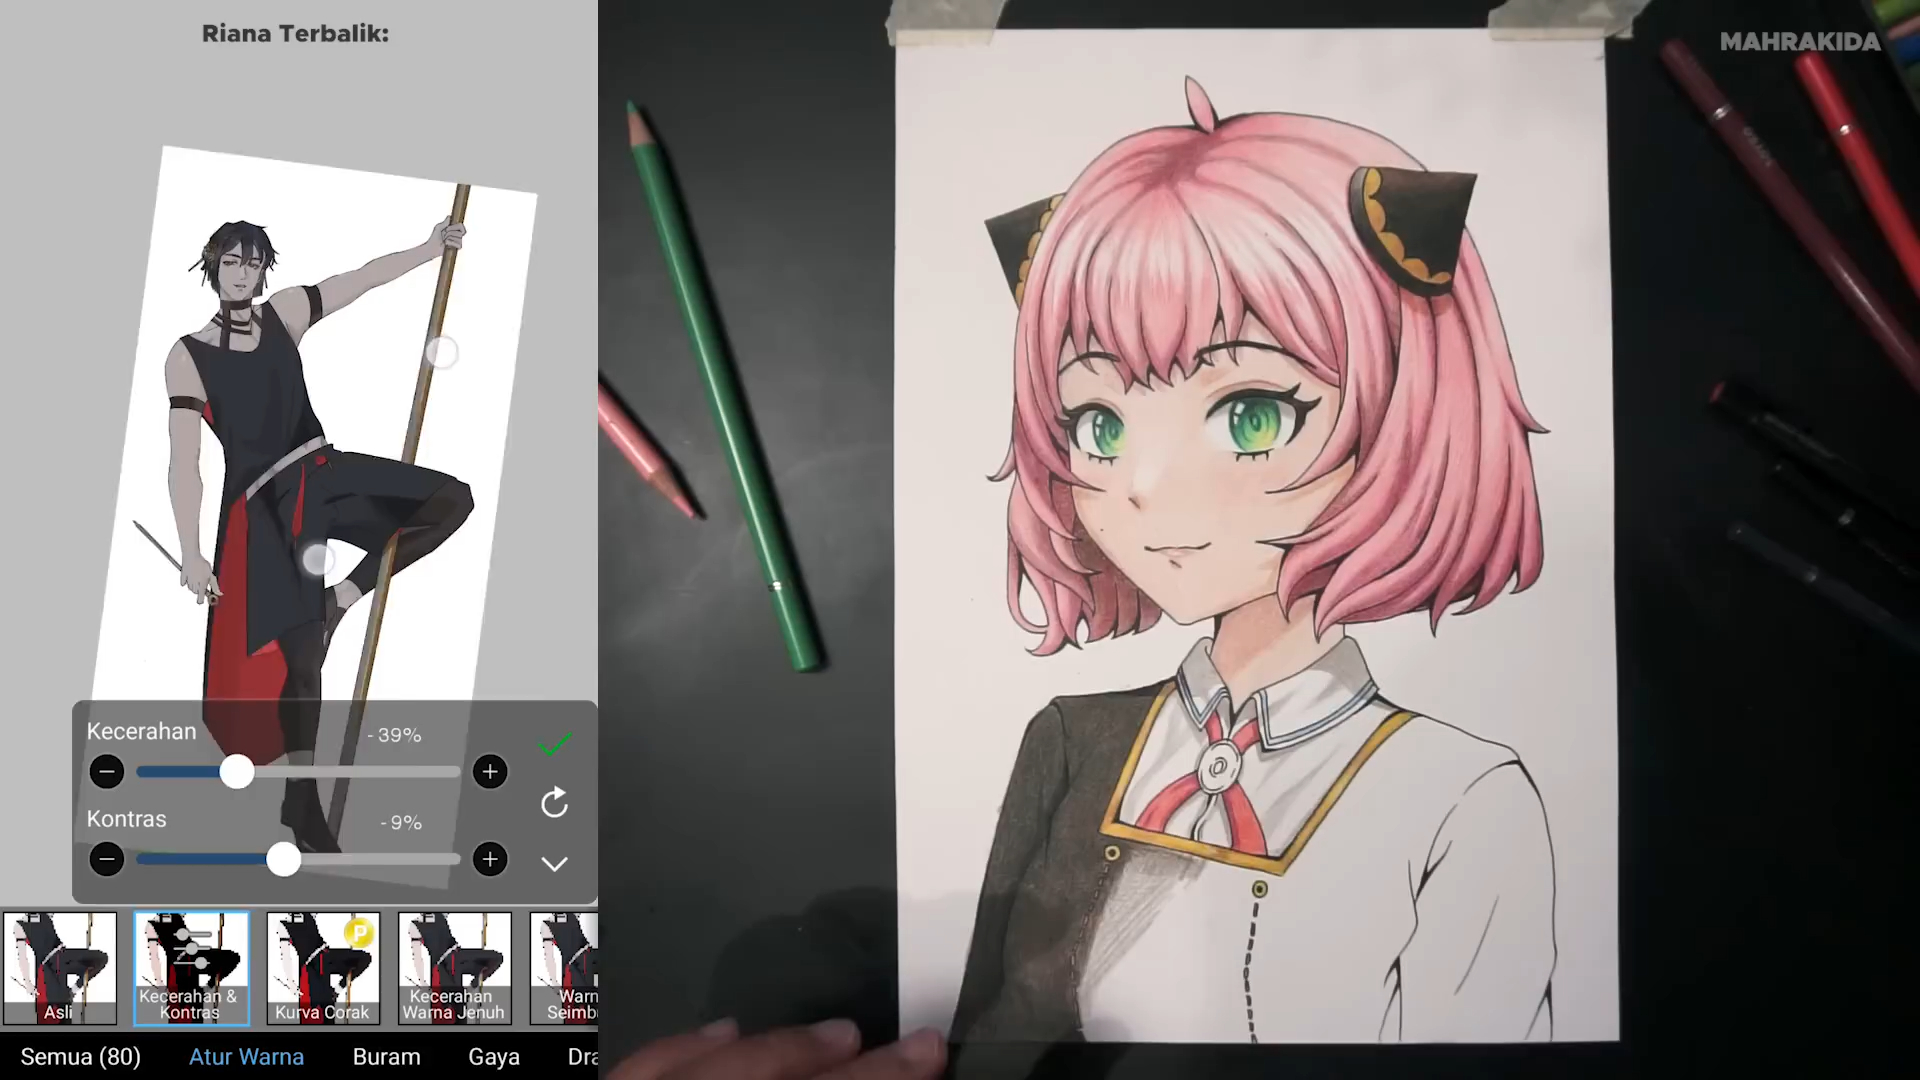 Riana Terbalik:
MAHRAKIDA
Kecerahan
-39%
Kontras
-9%
P
Asli
Kecerahan &
Kontras
Kurva Corak
Kecerahan
Warna Jenuh
Semua (80)
Atur Warna
Buram
Gaya